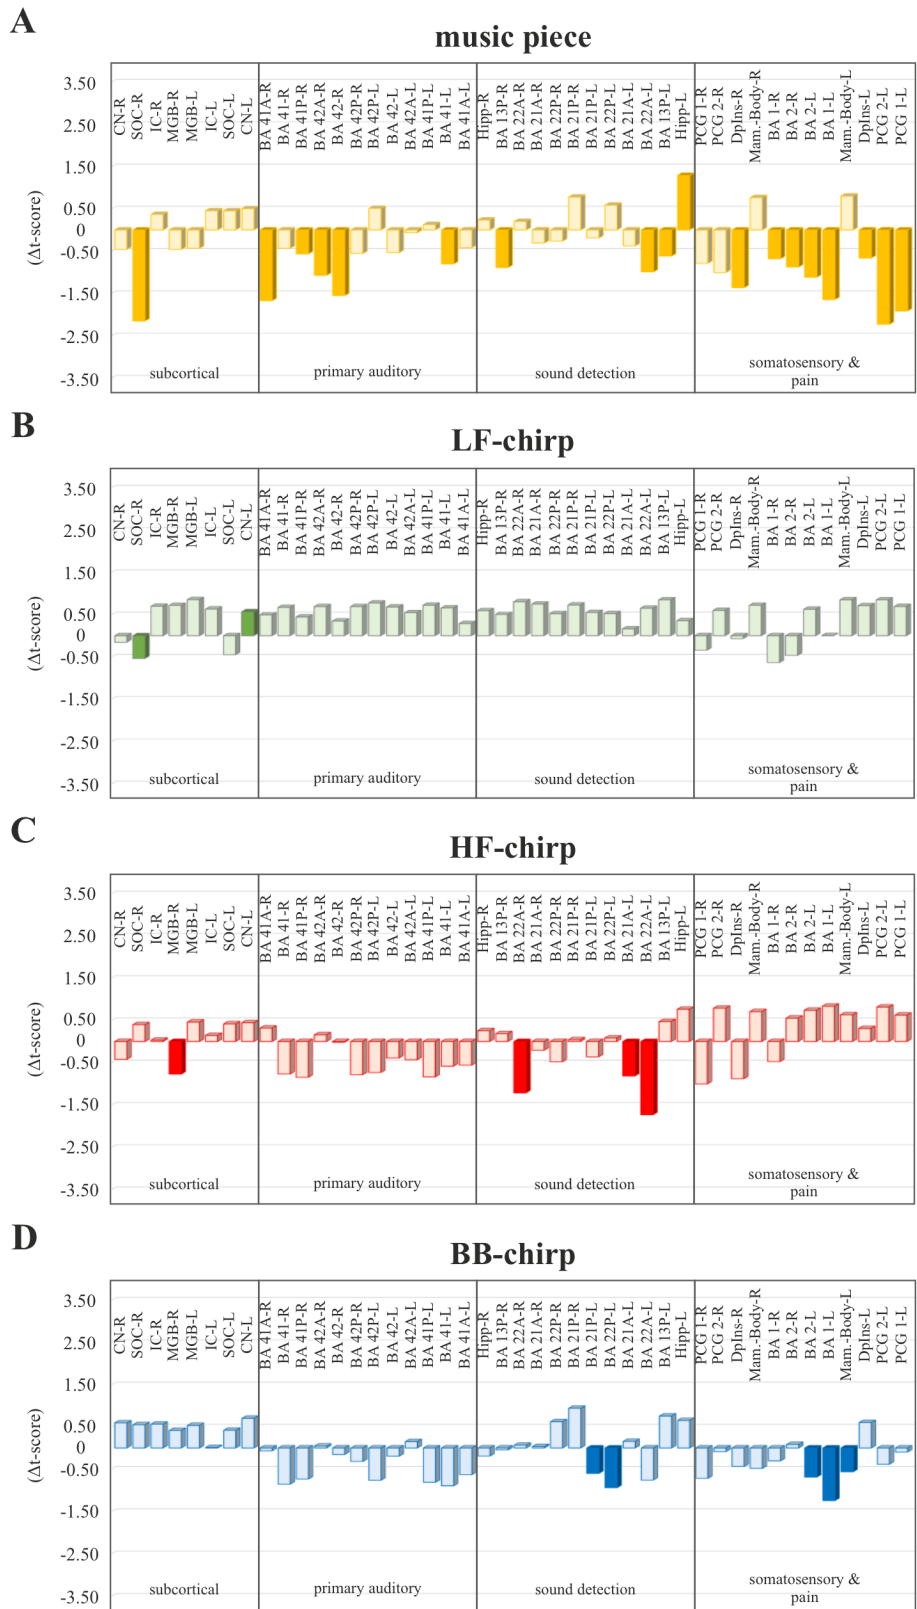 A
music piece
3.50
2.50
1.50
0.50
0
-0.50
-1.50
-2.50
-3.50
(Δt-score)
CN-R
SOC-R
IC-R
MGB-R
MGB-L
IC-L
SOC-L
CN-L
BA 41A-R
BA 41-R
BA 41P-R
BA 42A-R
BA 42-R
BA 42P-R
BA 42P-L
BA 42-L
BA 42A-L
BA 41P-L
BA 41-L
BA 41A-L
Hipp-R
BA 13P-R
BA 22A-R
BA 21A-R
BA 22P-R
BA 21P-R
BA 21P-L
BA 22P-L
BA 21A-L
BA 22A-L
BA 13P-L
Hipp-L
PCG 1-R
PCG 2-R
DpIns-R
Mam.-Body-R
BA 1-R
BA 2-R
BA 2-L
BA 1-L
Mam.-Body-L
DpIns-L
PCG 2-L
PCG 1-L
subcortical
primary auditory
sound detection
somatosensory &
pain
B
LF-chirp
3.50
2.50
1.50
0.50
0
-0.50
-1.50
-2.50
-3.50
(Δt-score)
CN-R
SOC-R
IC-R
MGB-R
MGB-L
IC-L
SOC-L
CN-L
BA 41A-R
BA 41-R
BA 41P-R
BA 42A-R
BA 42-R
BA 42P-R
BA 42P-L
BA 42-L
BA 42A-L
BA 41P-L
BA 41-L
BA 41A-L
Hipp-R
BA 13P-R
BA 22A-R
BA 21A-R
BA 22P-R
BA 21P-R
BA 21P-L
BA 22P-L
BA 21A-L
BA 22A-L
BA 13P-L
Hipp-L
PCG 1-R
PCG 2-R
DpIns-R
Mam.-Body-R
BA 1-R
BA 2-R
BA 2-L
BA 1-L
Mam.-Body-L
DpIns-L
PCG 2-L
PCG 1-L
subcortical
primary auditory
sound detection
somatosensory &
pain
C
HF-chirp
3.50
2.50
1.50
0.50
0
-0.50
-1.50
-2.50
-3.50
(Δt-score)
CN-R
SOC-R
IC-R
MGB-R
MGB-L
IC-L
SOC-L
CN-L
BA 41A-R
BA 41-R
BA 41P-R
BA 42A-R
BA 42-R
BA 42P-R
BA 42P-L
BA 42-L
BA 42A-L
BA 41P-L
BA 41-L
BA 41A-L
Hipp-R
BA 13P-R
BA 22A-R
BA 21A-R
BA 22P-R
BA 21P-R
BA 21P-L
BA 22P-L
BA 21A-L
BA 22A-L
BA 13P-L
Hipp-L
PCG 1-R
PCG 2-R
DpIns-R
Mam.-Body-R
BA 1-R
BA 2-R
BA 2-L
BA 1-L
Mam.-Body-L
DpIns-L
PCG 2-L
PCG 1-L
subcortical
primary auditory
sound detection
somatosensory &
pain
D
BB-chirp
3.50
2.50
1.50
0.50
0
-0.50
-1.50
-2.50
-3.50
(Δt-score)
CN-R
SOC-R
IC-R
MGB-R
MGB-L
IC-L
SOC-L
CN-L
BA 41A-R
BA 41-R
BA 41P-R
BA 42A-R
BA 42-R
BA 42P-R
BA 42P-L
BA 42-L
BA 42A-L
BA 41P-L
BA 41-L
BA 41A-L
Hipp-R
BA 13P-R
BA 22A-R
BA 21A-R
BA 22P-R
BA 21P-R
BA 21P-L
BA 22P-L
BA 21A-L
BA 22A-L
BA 13P-L
Hipp-L
PCG 1-R
PCG 2-R
DpIns-R
Mam.-Body-R
BA 1-R
BA 2-R
BA 2-L
BA 1-L
Mam.-Body-L
DpIns-L
PCG 2-L
PCG 1-L
subcortical
primary auditory
sound detection
somatosensory &
pain